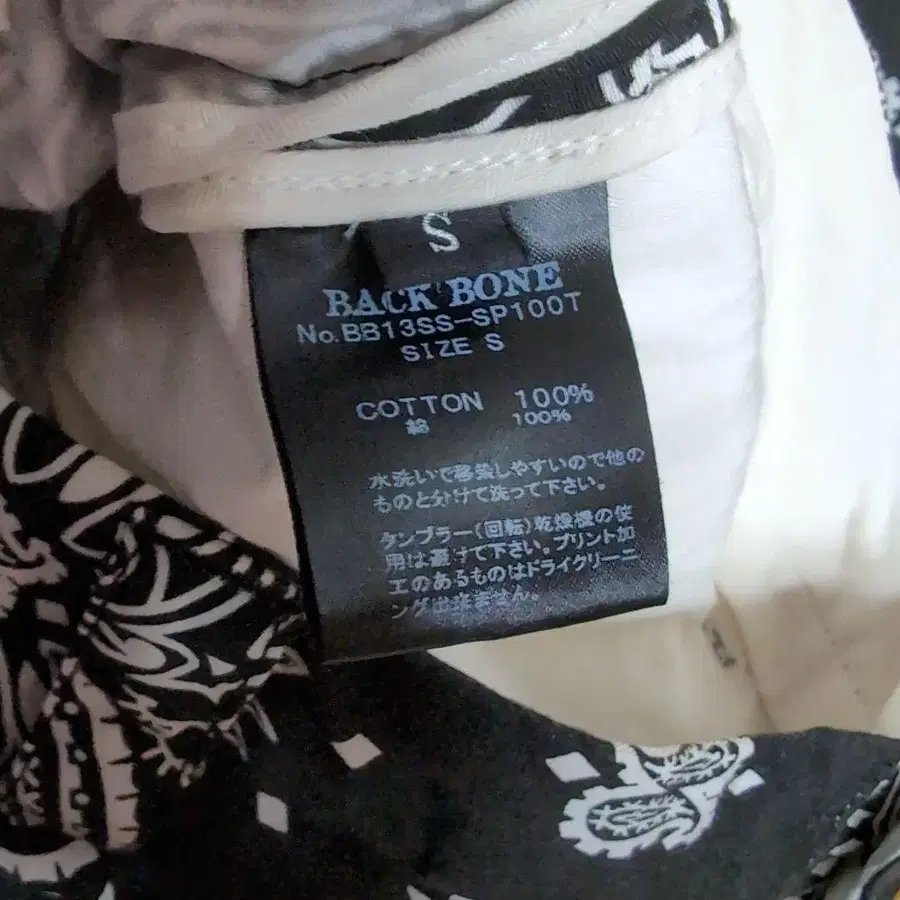 S
BACK BONE
No.BB13SS-SP100T
SIZE S
COTTON 100%
綿 100%
水洗いで移染しやすいので他の
ものと分けて洗って下さい。
タンブラー(回転)乾燥機の使
用は避けて下さい。プリント加
工のあるものはドライクリーニ
ングは出来ません。